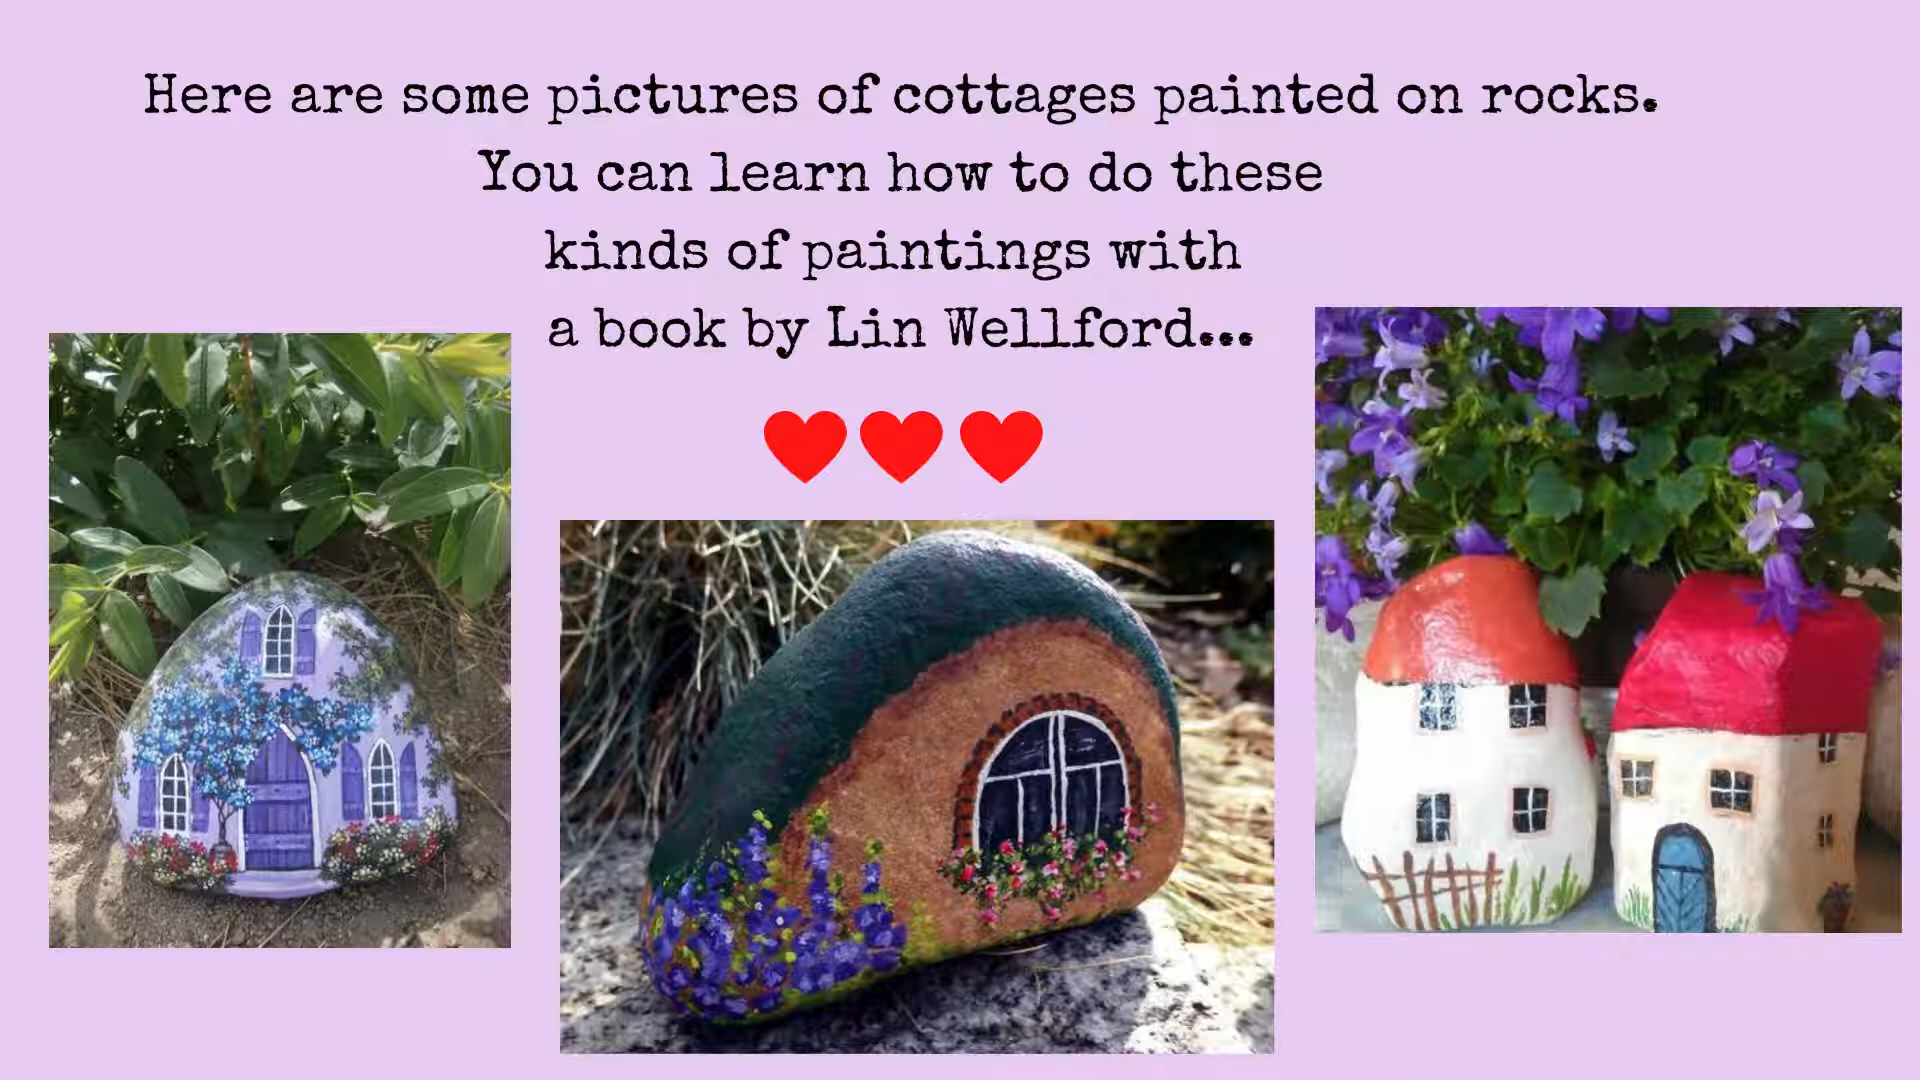 Here are some pictures of cottages painted on rocks.
You can learn how to do these
kinds of paintings with
a book by Lin Wellford...